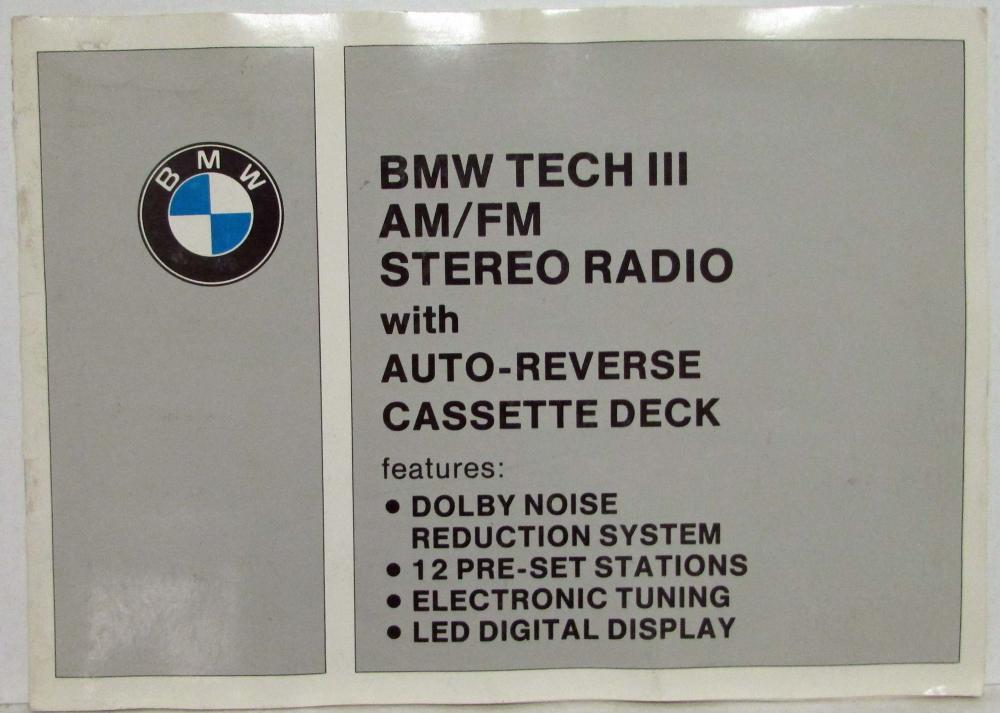 BMW
BMW TECH III
AM/FM
STEREO RADIO
with
AUTO-REVERSE
CASSETTE DECK
features:
• DOLBY NOISE
REDUCTION SYSTEM
• 12 PRE-SET STATIONS
• ELECTRONIC TUNING
• LED DIGITAL DISPLAY